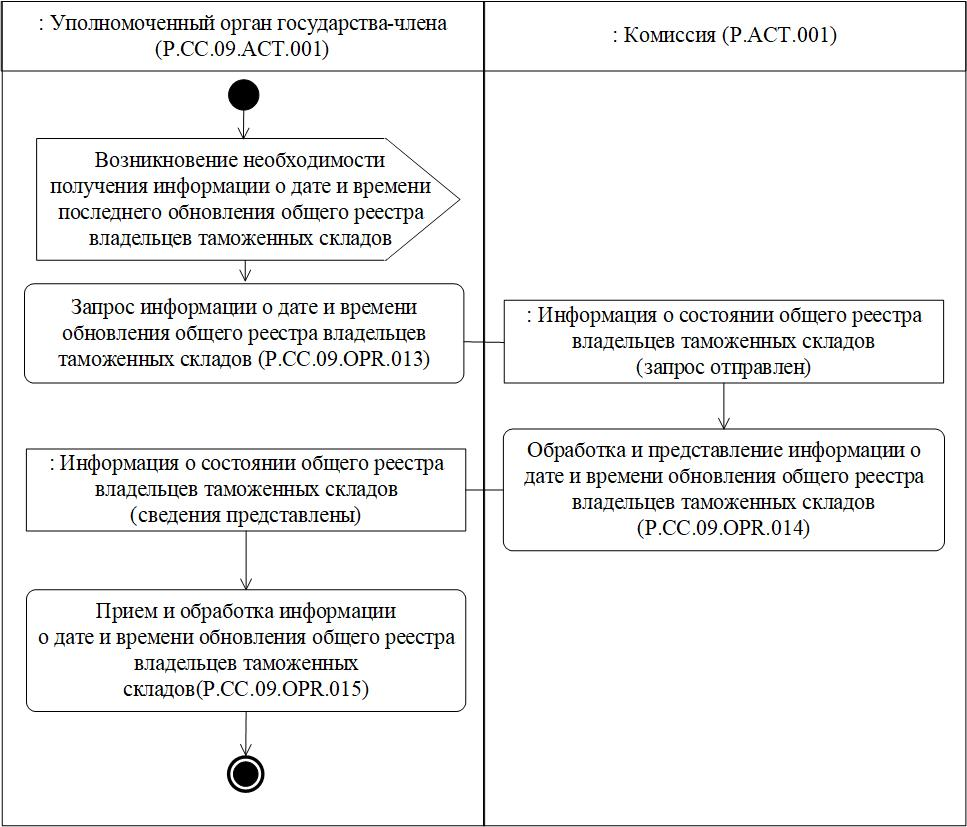 : Уполномоченный орган государства-члена
(P.CC.09.ACT.001)
: Комиссия (P.ACT.001)
Возникновение необходимости
получения информации о дате и времени
последнего обновления общего реестра
владельцев таможенных складов
Запрос информации о дате и времени
обновления общего реестра владельцев
таможенных складов (P.CC.09.OPR.013)
: Информация о состоянии общего реестра
владельцев таможенных складов
(запрос отправлен)
Обработка и представление информации о
дате и времени обновления общего реестра
владельцев таможенных складов
(P.CC.09.OPR.014)
: Информация о состоянии общего реестра
владельцев таможенных складов
(сведения представлены)
Прием и обработка информации
о дате и времени обновления общего реестра
владельцев таможенных
складов(P.CC.09.OPR.015)